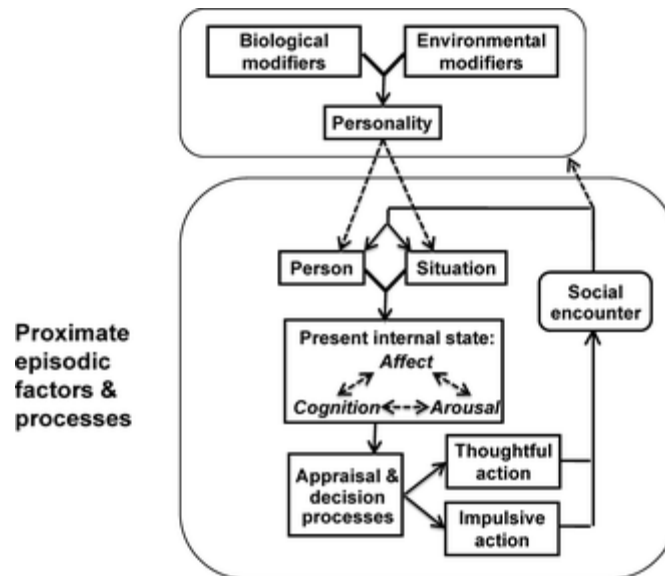 Biological
modifiers
Environmental
modifiers
Personality
Person
Situation
Social
encounter
Proximate
episodic
factors &
processes
Present internal state:
Affect
Cognition
Arousal
Appraisal &
decision
processes
Thoughtful
action
Impulsive
action